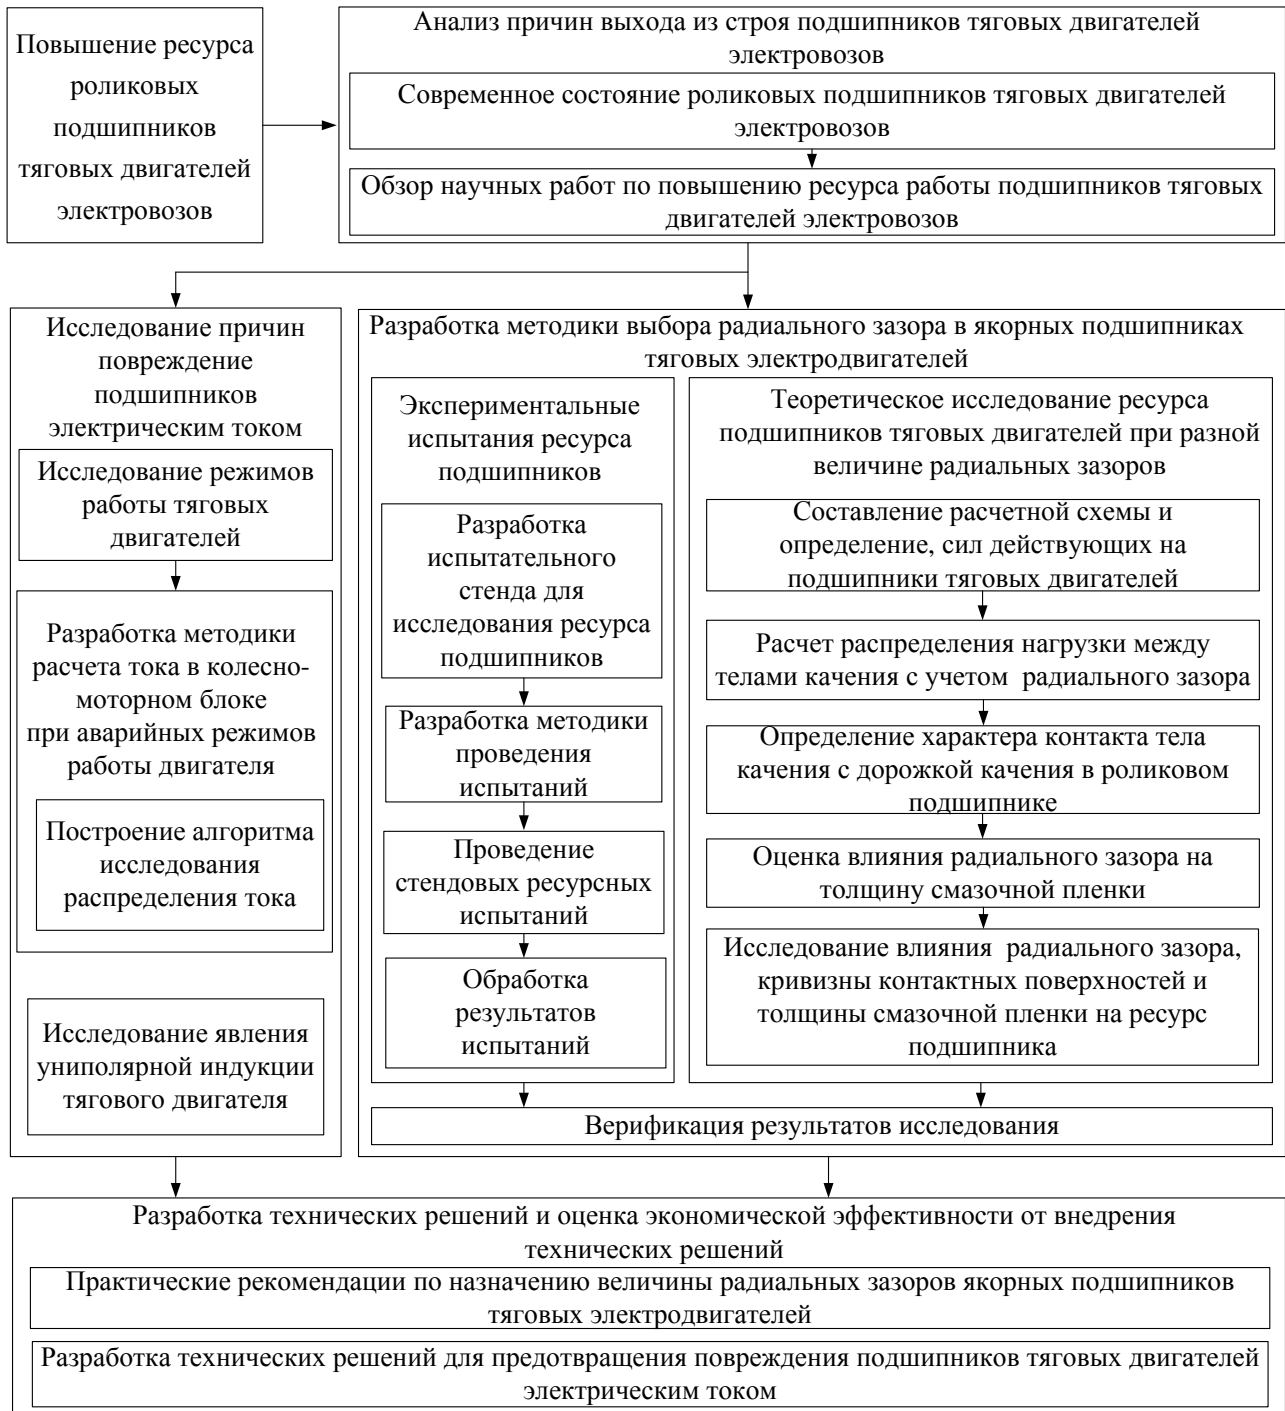 Повышение ресурса
роликовых
подшипников
тяговых двигателей
электровозов
Анализ причин выхода из строя подшипников тяговых двигателей
электровозов
Современное состояние роликовых подшипников тяговых двигателей
электровозов
Обзор научных работ по повышению ресурса работы подшипников тяговых
двигателей электровозов
Исследование причин
повреждение
подшипников
электрическим током
Исследование режимов
работы тяговых
двигателей
Разработка методики
расчета тока в колесно-
моторном блоке
при аварийных режимов
работы двигателя
Построение алгоритма
исследования
распределения тока
Исследование явления
униполярной индукции
тягового двигателя
Разработка методики выбора радиального зазора в якорных подшипниках
тяговых электродвигателей
Экспериментальные
испытания ресурса
подшипников
Разработка
испытательного
стенда для
исследования ресурса
подшипников
Разработка методики
проведения
испытаний
Проведение
стендовых ресурсных
испытаний
Обработка
результатов
испытаний
Теоретическое исследование ресурса
подшипников тяговых двигателей при разной
величине радиальных зазоров
Составление расчетной схемы и
определение, сил действующих на
подшипники тяговых двигателей
Расчет распределения нагрузки между
телами качения с учетом радиального зазора
Определение характера контакта тела
качения с дорожкой качения в роликовом
подшипнике
Оценка влияния радиального зазора на
толщину смазочной пленки
Исследование влияния радиального зазора,
кривизны контактных поверхностей и
толщины смазочной пленки на ресурс
подшипника
Верификация результатов исследования
Разработка технических решений и оценка экономической эффективности от внедрения
технических решений
Практические рекомендации по назначению величины радиальных зазоров якорных подшипников
тяговых электродвигателей
Разработка технических решений для предотвращения повреждения подшипников тяговых двигателей
электрическим током